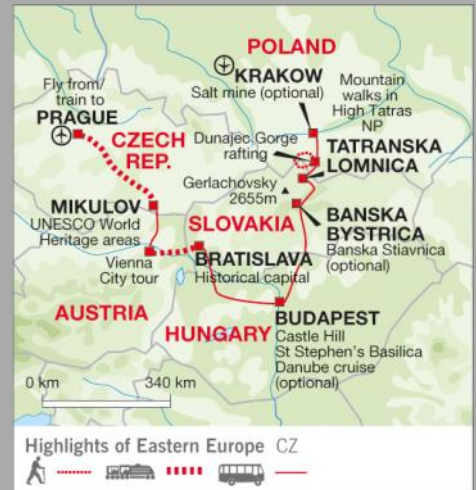 POLAND
KRAKOW
Salt mine (optional)
Mountain
walks in
High Tatras
NP
Fly from/
train to
PRAGUE
CZECH
REP.
Dunajec Gorge
rafting
TATRANSKA
LOMNICA
Gerlachovsky
2655m
MIKULOV
UNESCO World
Heritage areas
SLOVAKIA
BANSKA
BYSTRICA
Banska Stiavnica
(optional)
Vienna
City tour
BRATISLAVA
Historical capital
AUSTRIA
HUNGARY
BUDAPEST
Castle Hill
St Stephen's Basilica
Danube cruise
(optional)
0 km 340 km
Highlights of Eastern Europe CZ